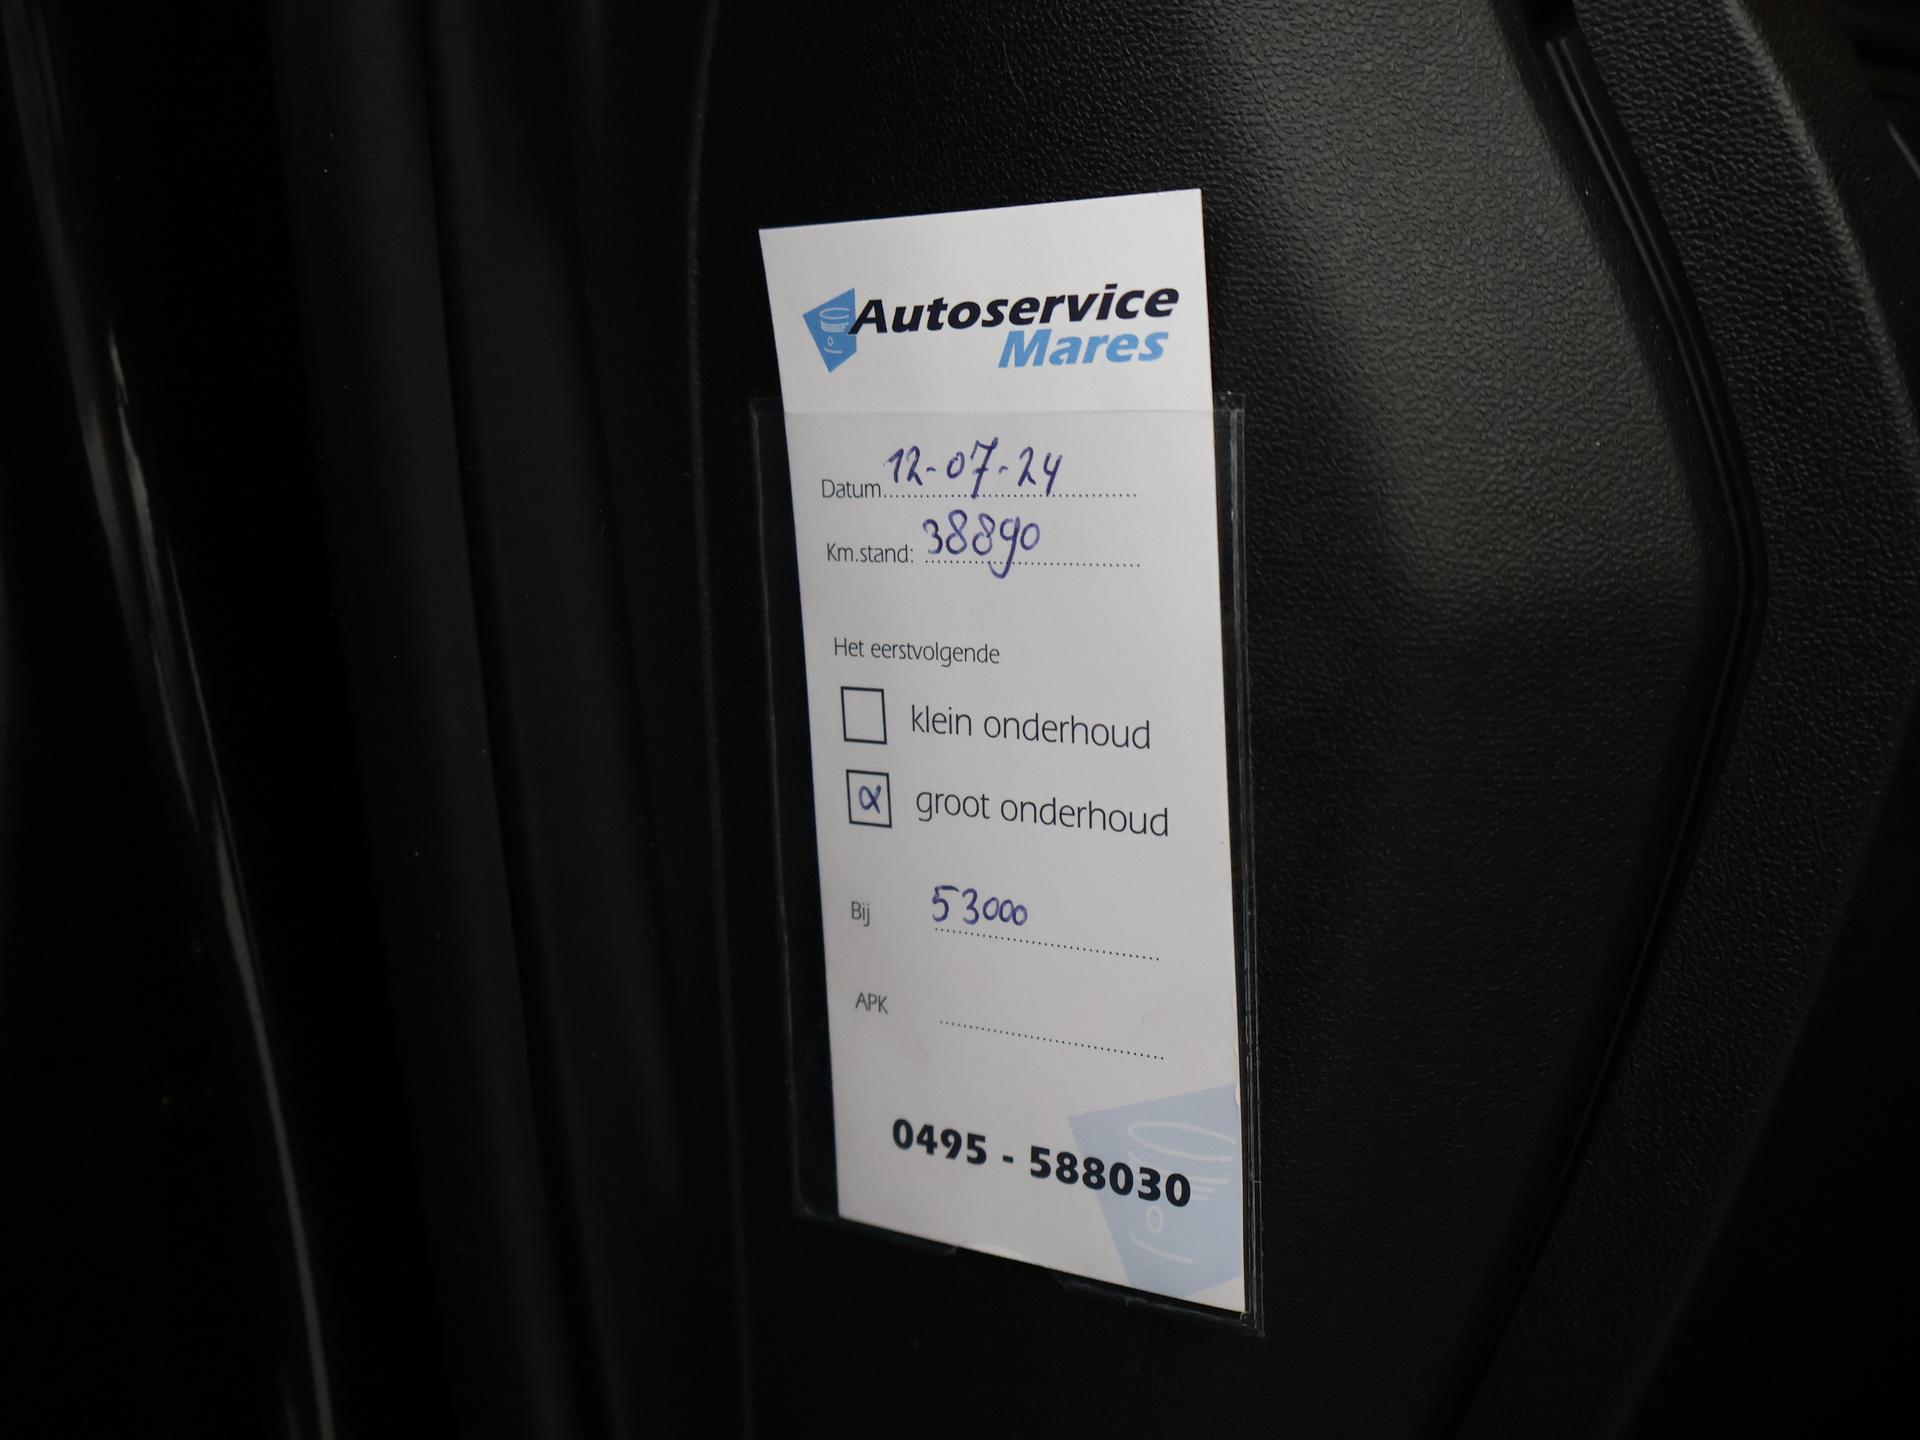 Autoservice
Mares
Datum 12-07-24
Km.stand: 38890
Het eerstvolgende
klein onderhoud
groot onderhoud
Bij 53000
APK
0495 - 588030